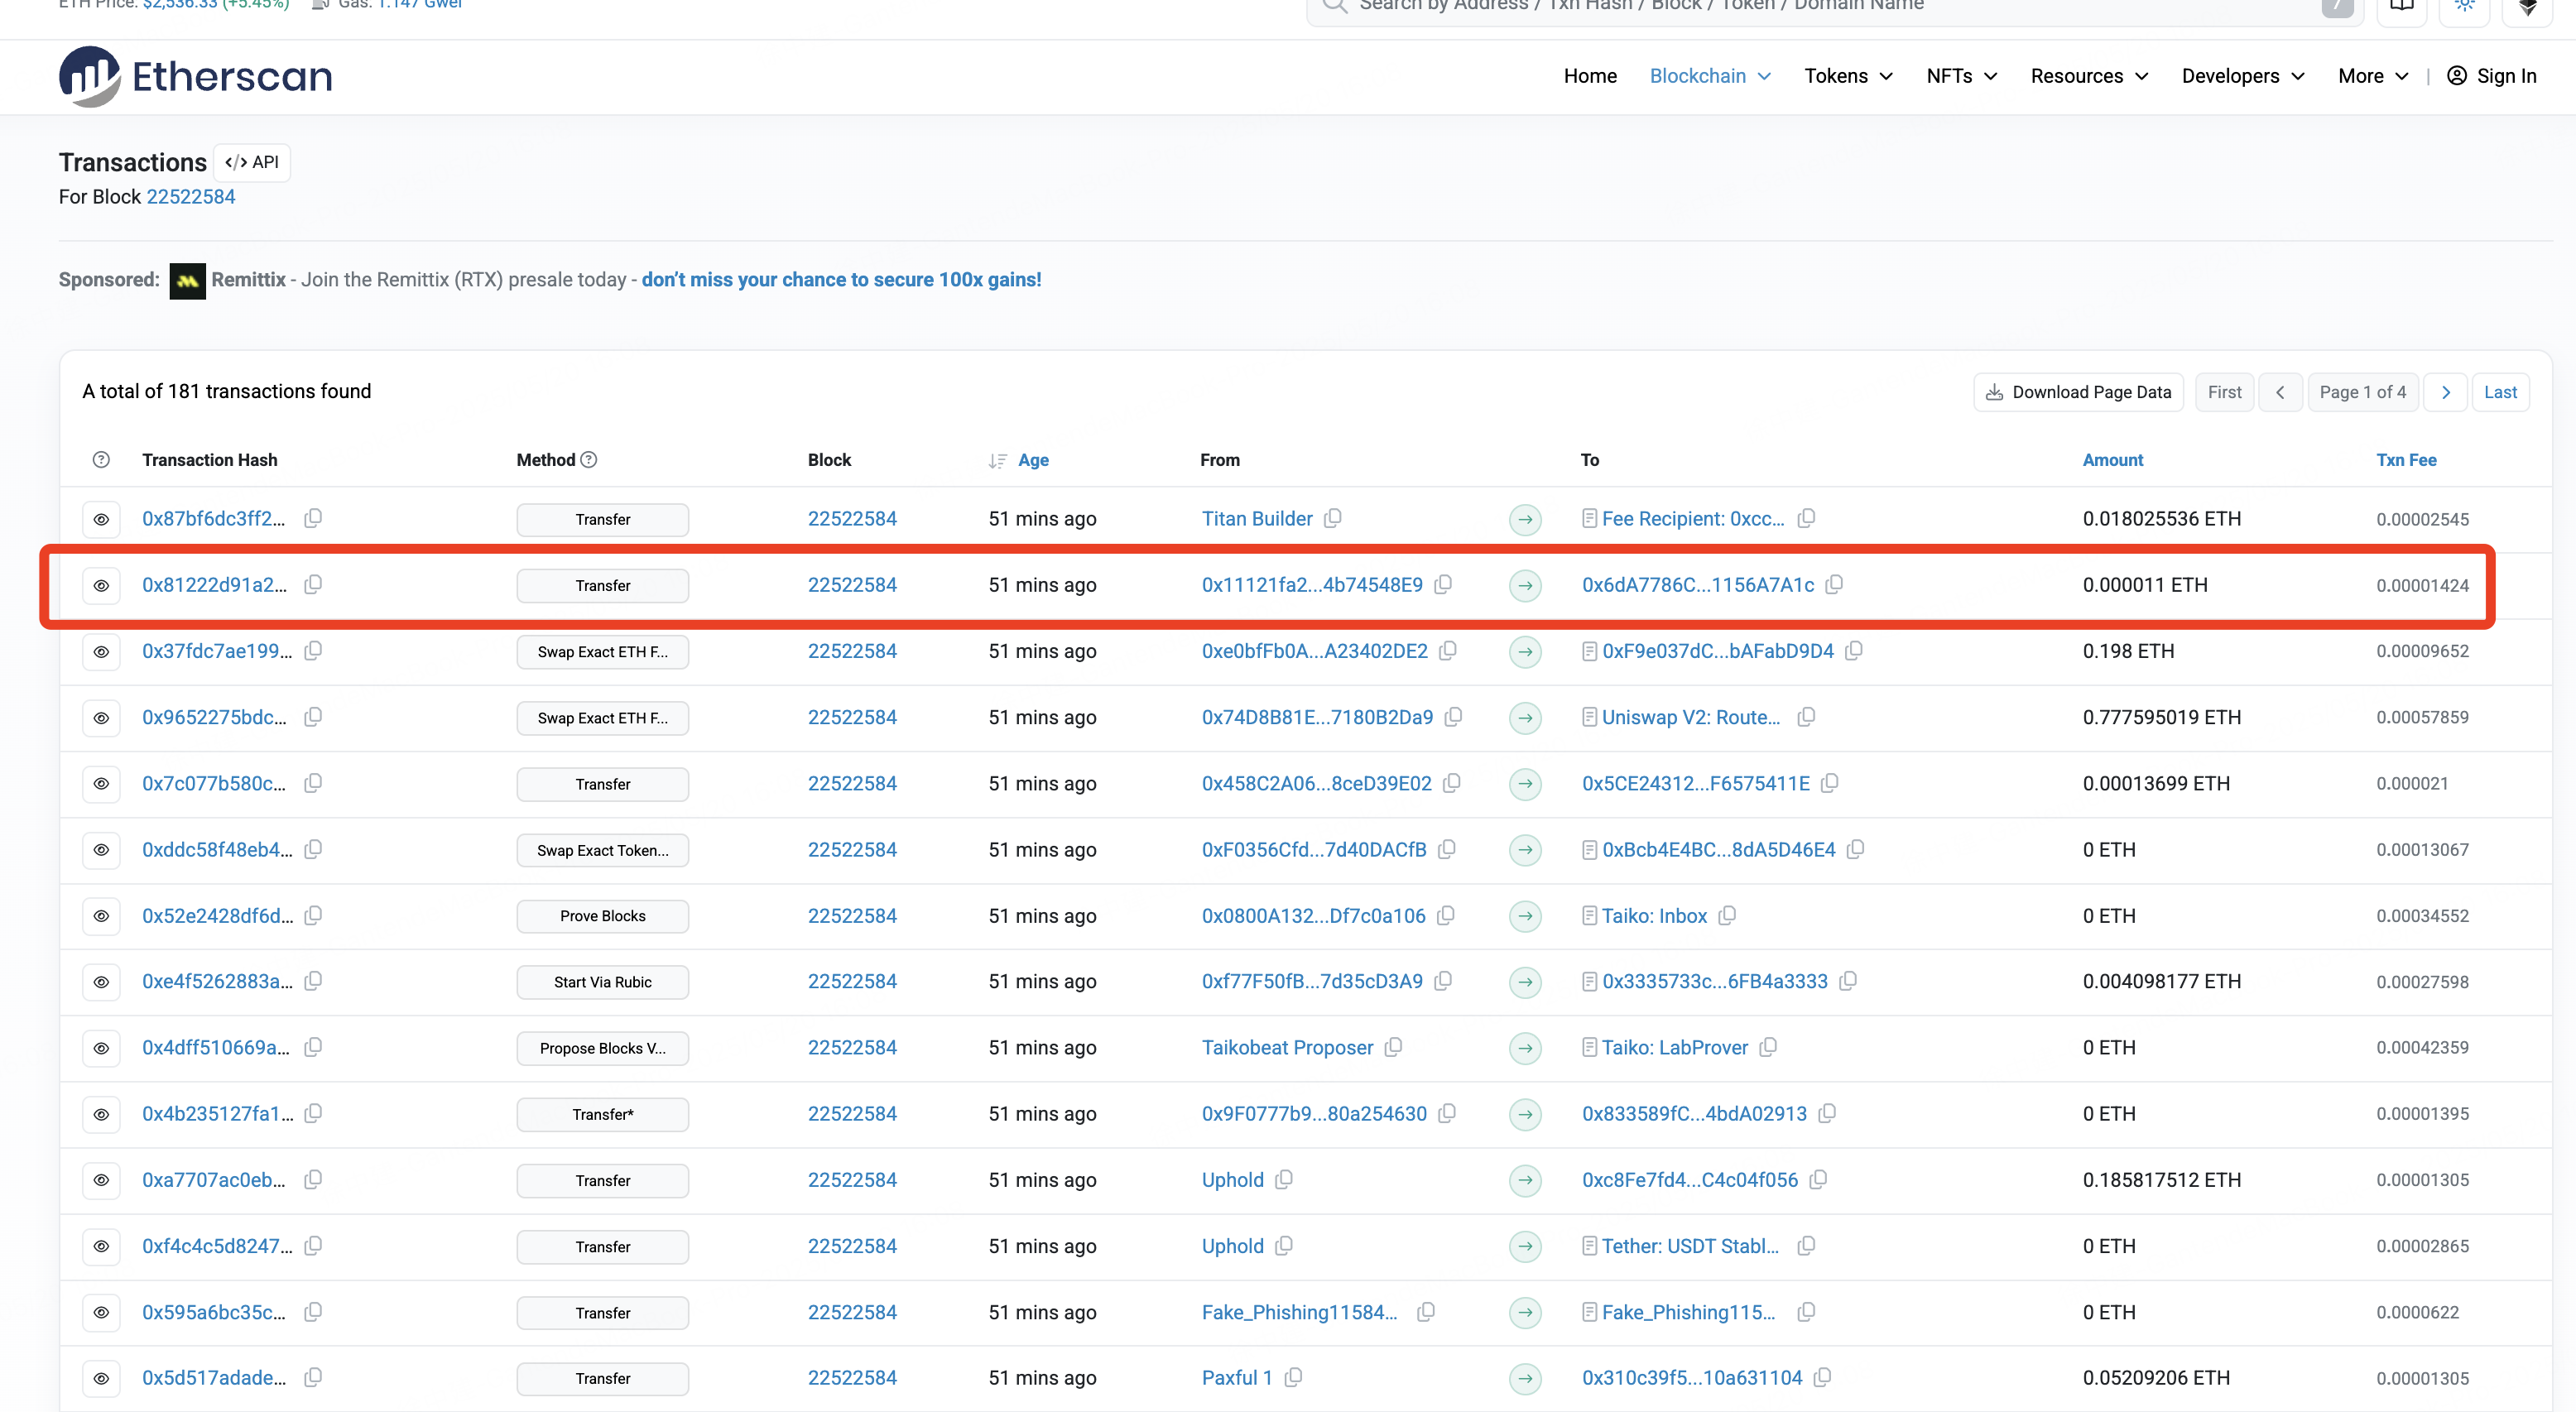 ETH Price: $2,536.33 (+5.45%) Gas: 1.147 Gwei
Search by Address / Txn Hash / Block / Token / Domain Name /
Etherscan
Home Blockchain Tokens NFTs Resources Developers More | Sign In
Transactions </> API
For Block 22522584
Sponsored: Remittix - Join the Remittix (RTX) presale today - don’t miss your chance to secure 100x gains!
A total of 181 transactions found Download Page Data First Page 1 of 4 Last
Transaction Hash Method Block Age From To Amount Txn Fee
0x87bf6dc3ff2... Transfer 22522584 51 mins ago Titan Builder Fee Recipient: 0xcc... 0.018025536 ETH 0.00002545
0x81222d91a2... Transfer 22522584 51 mins ago 0x11121fa2...4b74548E9 0x6dA7786C...1156A7A1c 0.000011 ETH 0.00001424
0x37fdc7ae199... Swap Exact ETH F... 22522584 51 mins ago 0xe0bfFb0A...A23402DE2 0xF9e037dC...bAFabD9D4 0.198 ETH 0.00009652
0x9652275bdc... Swap Exact ETH F... 22522584 51 mins ago 0x74D8B81E...7180B2Da9 Uniswap V2: Route... 0.777595019 ETH 0.00057859
0x7c077b580c... Transfer 22522584 51 mins ago 0x458C2A06...8ceD39E02 0x5CE24312...F6575411E 0.00013699 ETH 0.000021
0xddc58f48eb4... Swap Exact Token... 22522584 51 mins ago 0xF0356Cfd...7d40DACfB 0xBcb4E4BC...8dA5D46E4 0 ETH 0.00013067
0x52e2428df6d... Prove Blocks 22522584 51 mins ago 0x0800A132...Df7c0a106 Taiko: Inbox 0 ETH 0.00034552
0xe4f5262883a... Start Via Rubic 22522584 51 mins ago 0xf77F50fB...7d35cD3A9 0x3335733c...6FB4a3333 0.004098177 ETH 0.00027598
0x4dff510669a... Propose Blocks V... 22522584 51 mins ago Taikobeat Proposer Taiko: LabProver 0 ETH 0.00042359
0x4b235127fa1... Transfer* 22522584 51 mins ago 0x9F0777b9...80a254630 0x833589fC...4bdA02913 0 ETH 0.00001395
0xa7707ac0eb... Transfer 22522584 51 mins ago Uphold 0xc8Fe7fd4...C4c04f056 0.185817512 ETH 0.00001305
0xf4c4c5d8247... Transfer 22522584 51 mins ago Uphold Tether: USDT Stabl... 0 ETH 0.00002865
0x595a6bc35c... Transfer 22522584 51 mins ago Fake_Phishing11584... Fake_Phishing115... 0 ETH 0.0000622
0x5d517adade... Transfer 22522584 51 mins ago Paxful 1 0x310c39f5...10a631104 0.05209206 ETH 0.00001305